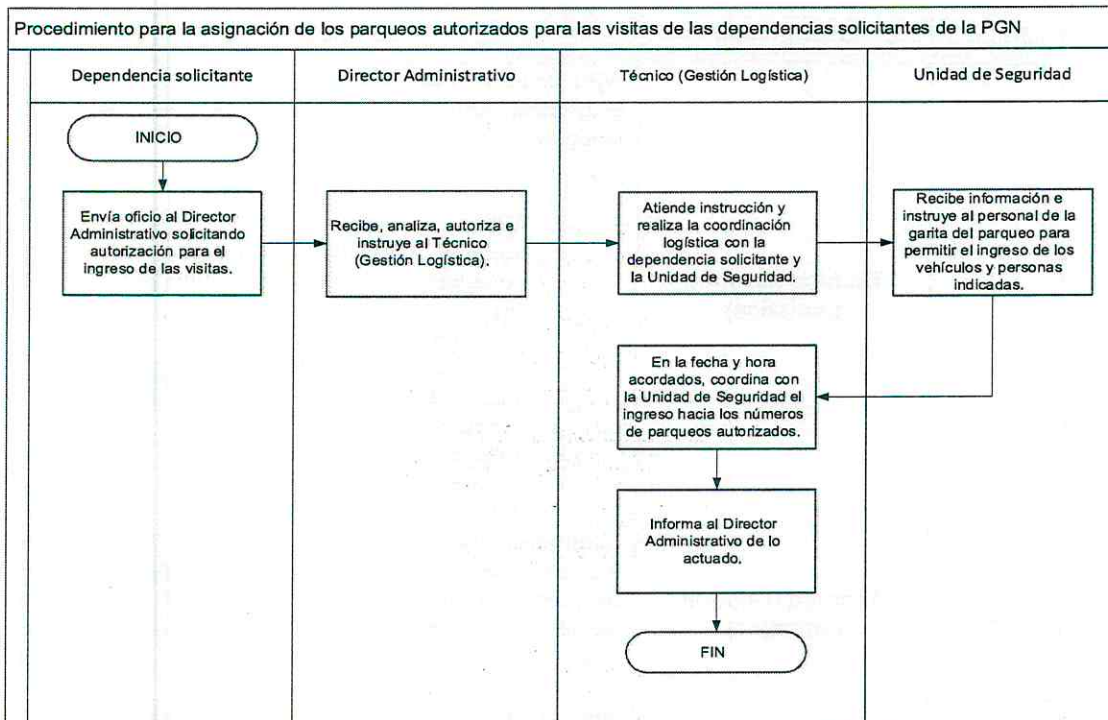 Procedimiento para la asignación de los parqueos autorizados para las visitas de las dependencias solicitantes de la PGN
Dependencia solicitante
Director Administrativo
Técnico (Gestión Logística)
Unidad de Seguridad
INICIO
Envía oficio al Director
Administrativo solicitando
autorización para el
ingreso de las visitas.
Recibe, analiza, autoriza e
instruye al Técnico
(Gestión Logística).
Atiende instrucción y
realiza la coordinación
logística con la
dependencia solicitante y
la Unidad de Seguridad.
Recibe información e
instruye al personal de la
garita del parqueo para
permitir el ingreso de los
vehículos y personas
indicadas.
En la fecha y hora
acordados, coordina con
la Unidad de Seguridad el
ingreso hacia los números
de parqueos autorizados.
Informa al Director
Administrativo de lo
actuado.
FIN